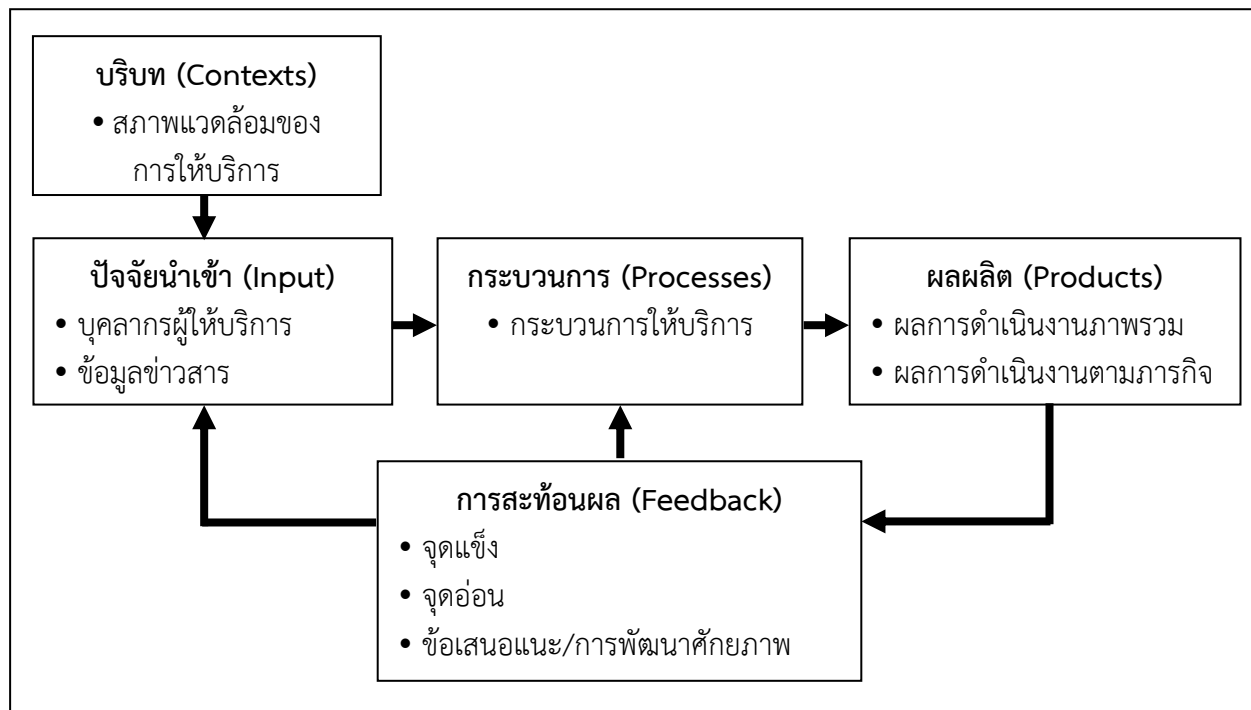 บริบท (Contexts)
• สภาพแวดล้อมของ
การให้บริการ
ปัจจัยนำเข้า (Input)
• บุคลากรผู้ให้บริการ
• ข้อมูลข่าวสาร
กระบวนการ (Processes)
• กระบวนการให้บริการ
ผลผลิต (Products)
• ผลการดำเนินงานภาพรวม
• ผลการดำเนินงานตามภารกิจ
การสะท้อนผล (Feedback)
• จุดแข็ง
• จุดอ่อน
• ข้อเสนอแนะ/การพัฒนาศักยภาพ